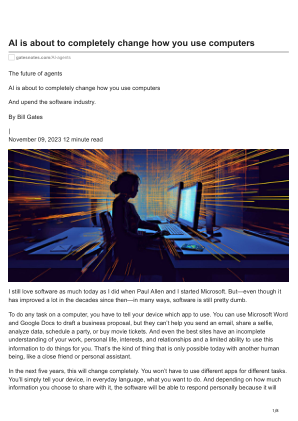 AI is about to completely change how you use computers
gatesnotes.com/AI-agents
The future of agents
AI is about to completely change how you use computers
And upend the software industry.
By Bill Gates
|
November 09, 2023 12 minute read
I still love software as much today as I did when Paul Allen and I started Microsoft. But—even though it
has improved a lot in the decades since then—in many ways, software is still pretty dumb.
To do any task on a computer, you have to tell your device which app to use. You can use Microsoft Word
and Google Docs to draft a business proposal, but they can't help you send an email, share a selfie,
analyze data, schedule a party, or buy movie tickets. And even the best sites have an incomplete
understanding of your work, personal life, interests, and relationships and a limited ability to use this
information to do things for you. That's the kind of thing that is only possible today with another human
being, like a close friend or personal assistant.
In the next five years, this will change completely. You won't have to use different apps for different tasks.
You'll simply tell your device, in everyday language, what you want to do. And depending on how much
information you choose to share with it, the software will be able to respond personally because it will
1/8